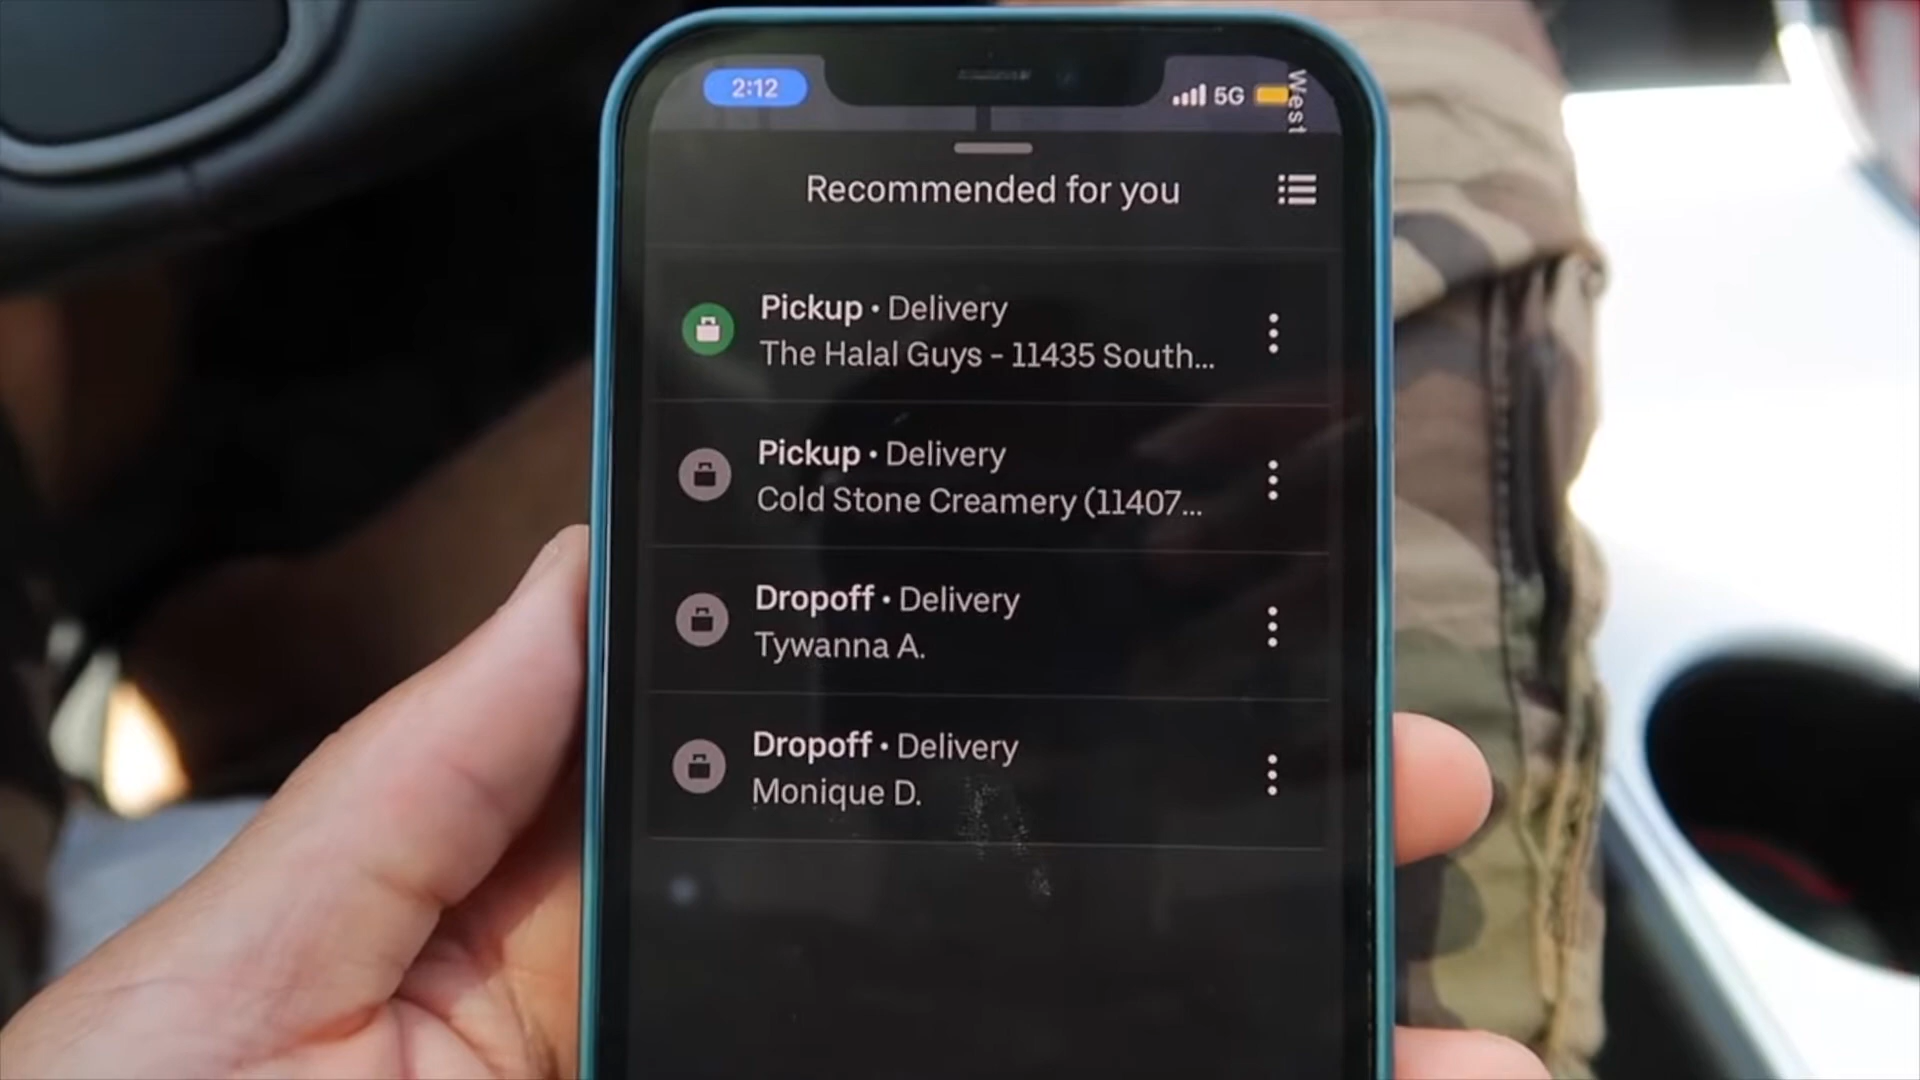 2:12
5G
West
Recommended for you
Pickup • Delivery
The Halal Guys - 11435 South...
Pickup • Delivery
Cold Stone Creamery (11407...
Dropoff • Delivery
Tywanna A.
Dropoff • Delivery
Monique D.